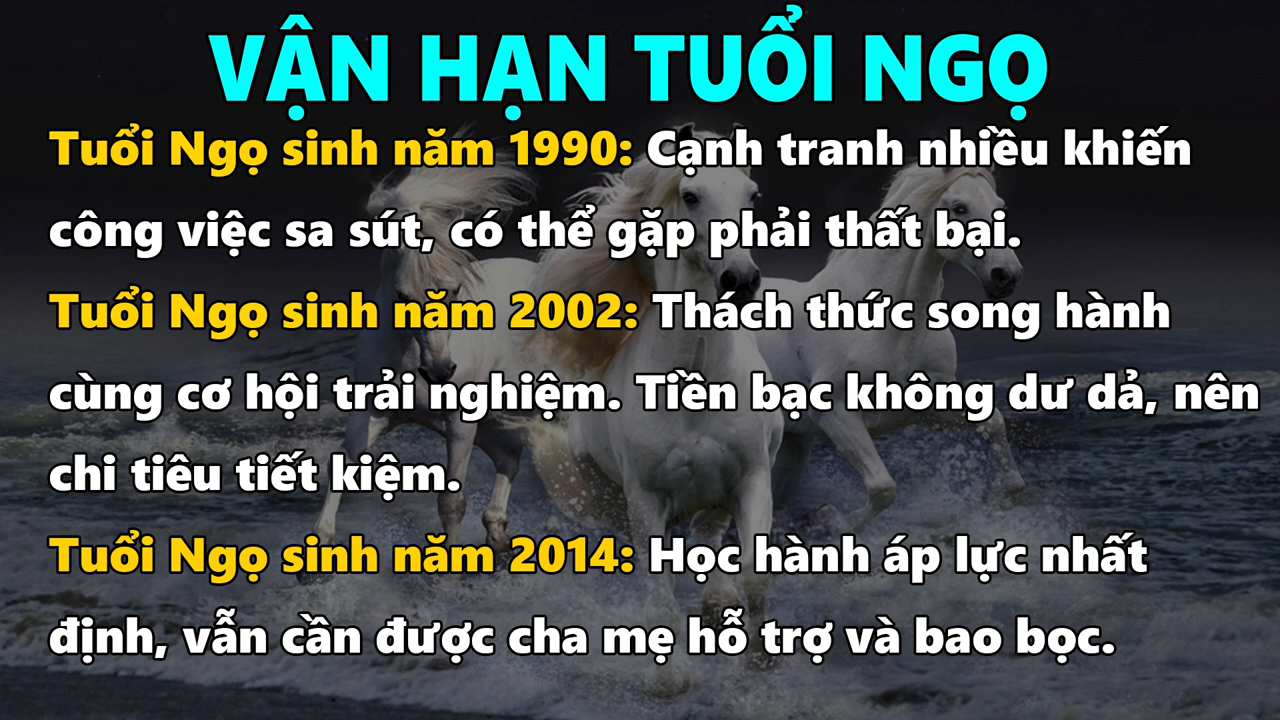 VẬN HẠN TUỔI NGỌ
Tuổi Ngọ sinh năm 1990: Cạnh tranh nhiều khiến
công việc sa sút, có thể gặp phải thất bại.
Tuổi Ngọ sinh năm 2002: Thách thức song hành
cùng cơ hội trải nghiệm. Tiền bạc không dư dả, nên
chi tiêu tiết kiệm.
Tuổi Ngọ sinh năm 2014: Học hành áp lực nhất
định, vẫn cần được cha mẹ hỗ trợ và bao bọc.